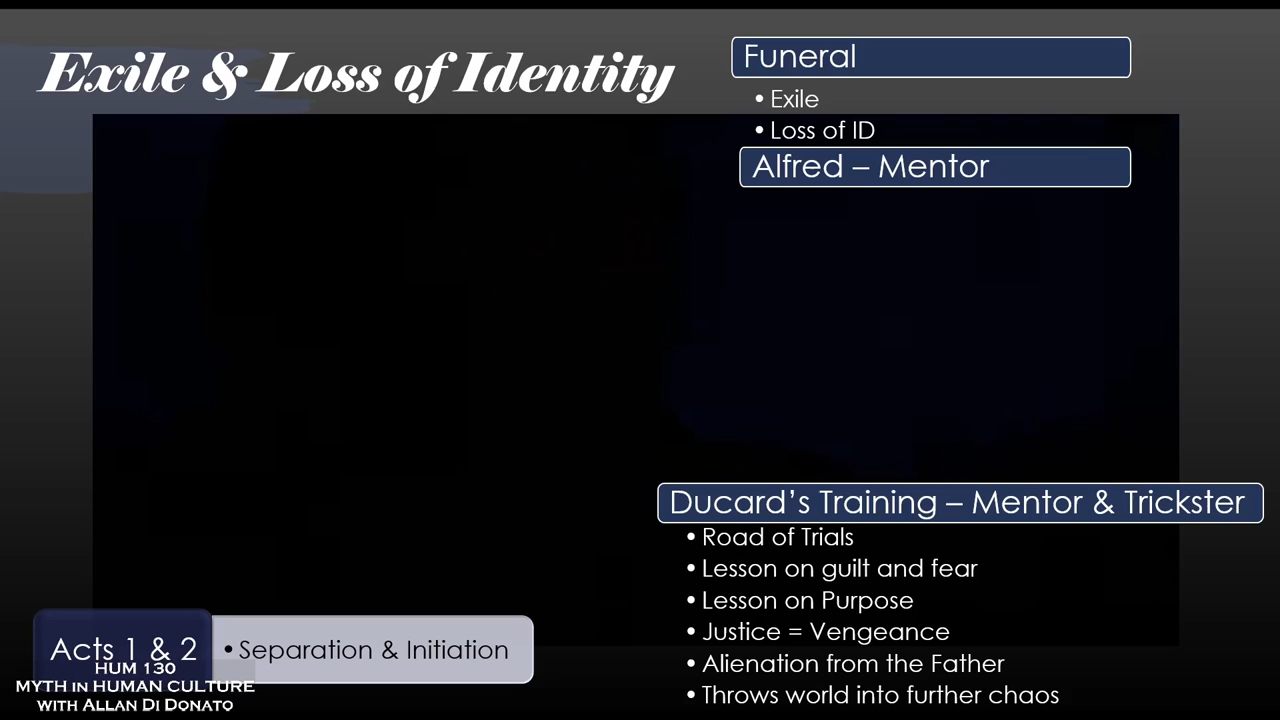 Exile & Loss of Identity
Funeral
• Exile
• Loss of ID
Alfred – Mentor
Ducard’s Training – Mentor & Trickster
• Road of Trials
• Lesson on guilt and fear
• Lesson on Purpose
• Justice = Vengeance
• Alienation from the Father
• Throws world into further chaos
Acts 1 & 2
• Separation & Initiation
HUM 130
MYTH in HUMAN CULTURE
WITH ALLAN DI DONATO